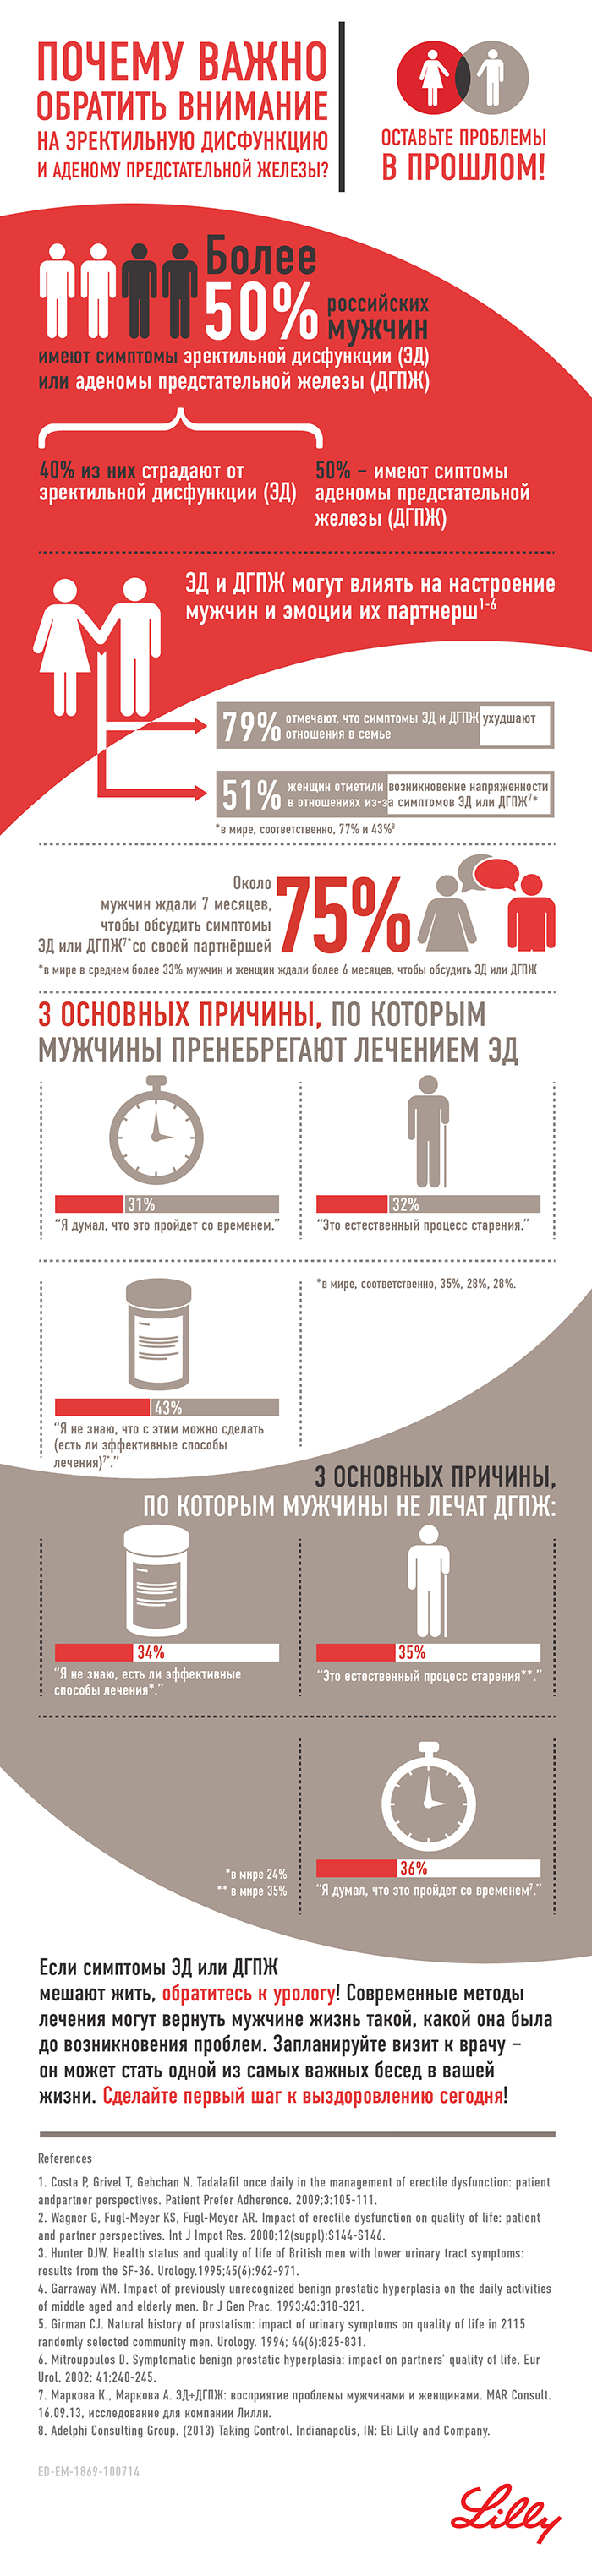 ПОЧЕМУ ВАЖНО
ОБРАТИТЬ ВНИМАНИЕ
НА ЭРЕКТИЛЬНУЮ ДИСФУНКЦИЮ
И АДЕНОМУ ПРЕДСТАТЕЛЬНОЙ ЖЕЛЕЗЫ?
ОСТАВЬТЕ ПРОБЛЕМЫ
В ПРОШЛОМ!
Более
50% российских
мужчин
имеют симптомы эректильной дисфункции (ЭД)
или аденомы предстательной железы (ДГПЖ)
40% из них страдают от
эректильной дисфункции (ЭД)
50% – имеют сиптомы
аденомы предстательной
железы (ДГПЖ)
ЭД и ДГПЖ могут влиять на настроение
мужчин и эмоции их партнерш1-6
79% отмечают, что симптомы ЭД и ДГПЖ ухудшают
отношения в семье
51% женщин отметили возникновение напряженности
в отношениях из-за симптомов ЭД или ДГПЖ7*
*в мире, соответственно, 77% и 43%8
Около
мужчин ждали 7 месяцев,
чтобы обсудить симптомы
ЭД или ДГПЖ7* со своей партнёршей
75%
*в мире в среднем более 33% мужчин и женщин ждали более 6 месяцев, чтобы обсудить ЭД или ДГПЖ
3 ОСНОВНЫХ ПРИЧИНЫ, ПО КОТОРЫМ
МУЖЧИНЫ ПРЕНЕБРЕГАЮТ ЛЕЧЕНИЕМ ЭД
31%
“Я думал, что это пройдет со временем.”
32%
“Это естественный процесс старения.”
*в мире, соответственно, 35%, 28%, 28%.
43%
“Я не знаю, что с этим можно сделать
(есть ли эффективные способы
лечения)7*.”
3 ОСНОВНЫХ ПРИЧИНЫ,
ПО КОТОРЫМ МУЖЧИНЫ НЕ ЛЕЧАТ ДГПЖ:
34%
“Я не знаю, есть ли эффективные
способы лечения*.”
35%
“Это естественный процесс старения**.”
*в мире 24%
** в мире 35%
36%
“Я думал, что это пройдет со временем7.”
Если симптомы ЭД или ДГПЖ
мешают жить, обратитесь к урологу! Современные методы
лечения могут вернуть мужчине жизнь такой, какой она была
до возникновения проблем. Запланируйте визит к врачу –
он может стать одной из самых важных бесед в вашей
жизни. Сделайте первый шаг к выздоровлению сегодня!
References
1. Costa P, Grivel T, Gehchan N. Tadalafil once daily in the management of erectile dysfunction: patient
andpartner perspectives. Patient Prefer Adherence. 2009;3:105-111.
2. Wagner G, Fugl-Meyer KS, Fugl-Meyer AR. Impact of erectile dysfunction on quality of life: patient
and partner perspectives. Int J Impot Res. 2000;12(suppl):S144-S146.
3. Hunter DJW. Health status and quality of life of British men with lower urinary tract symptoms:
results from the SF-36. Urology.1995;45(6):962-971.
4. Garraway WM. Impact of previously unrecognized benign prostatic hyperplasia on the daily activities
of middle aged and elderly men. Br J Gen Prac. 1993;43:318-321.
5. Girman CJ. Natural history of prostatism: impact of urinary symptoms on quality of life in 2115
randomly selected community men. Urology. 1994; 44(6):825-831.
6. Mitroupoulos D. Symptomatic benign prostatic hyperplasia: impact on partners’ quality of life. Eur
Urol. 2002; 41;240-245.
7. Маркова К., Маркова А. ЭД+ДГПЖ: восприятие проблемы мужчинами и женщинами. MAR Consult.
16.09.13, исследование для компании Лилли.
8. Adelphi Consulting Group. (2013) Taking Control. Indianapolis, IN: Eli Lilly and Company.
ED-EM-1869-100714
Lilly